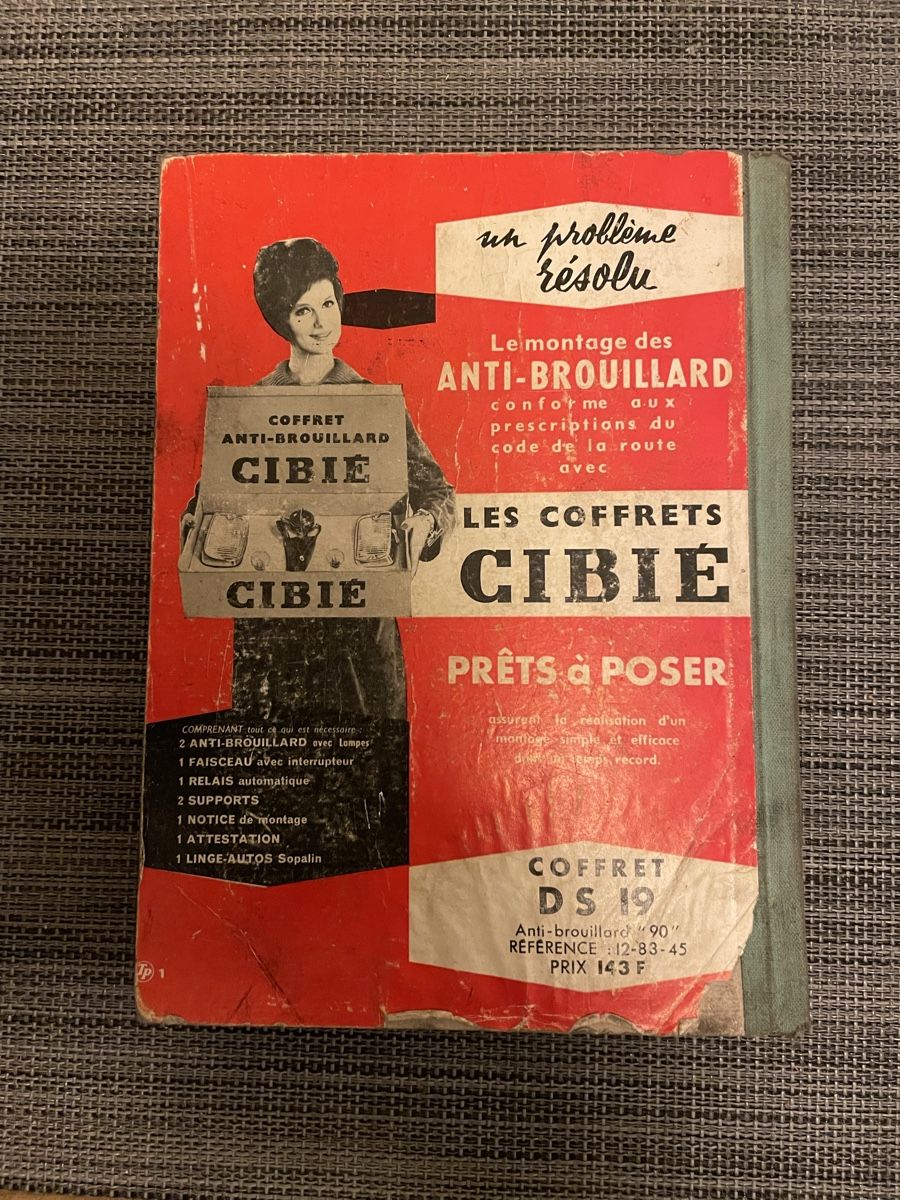 un problème
résolu
Le montage des
ANTI-BROUILLARD
conforme aux
prescriptions du
code de la route
avec
COFFRET
ANTI-BROUILLARD
CIBIÉ
CIBIÉ
LES COFFRETS
CIBIÉ
PRÊTS à POSER
assurent la réalisation d'un
montage simple et efficace
dans un temps record.
COMPRENANT tout ce qui est nécessaire :
2 ANTI-BROUILLARD avec Lampes
1 FAISCEAU avec interrupteur
1 RELAIS automatique
2 SUPPORTS
1 NOTICE de montage
1 ATTESTATION
1 LINGE-AUTOS Sopalin
COFFRET
DS 19
Anti-brouillard "90"
RÉFÉRENCE : 12-83-45
PRIX 143 F
TP 1